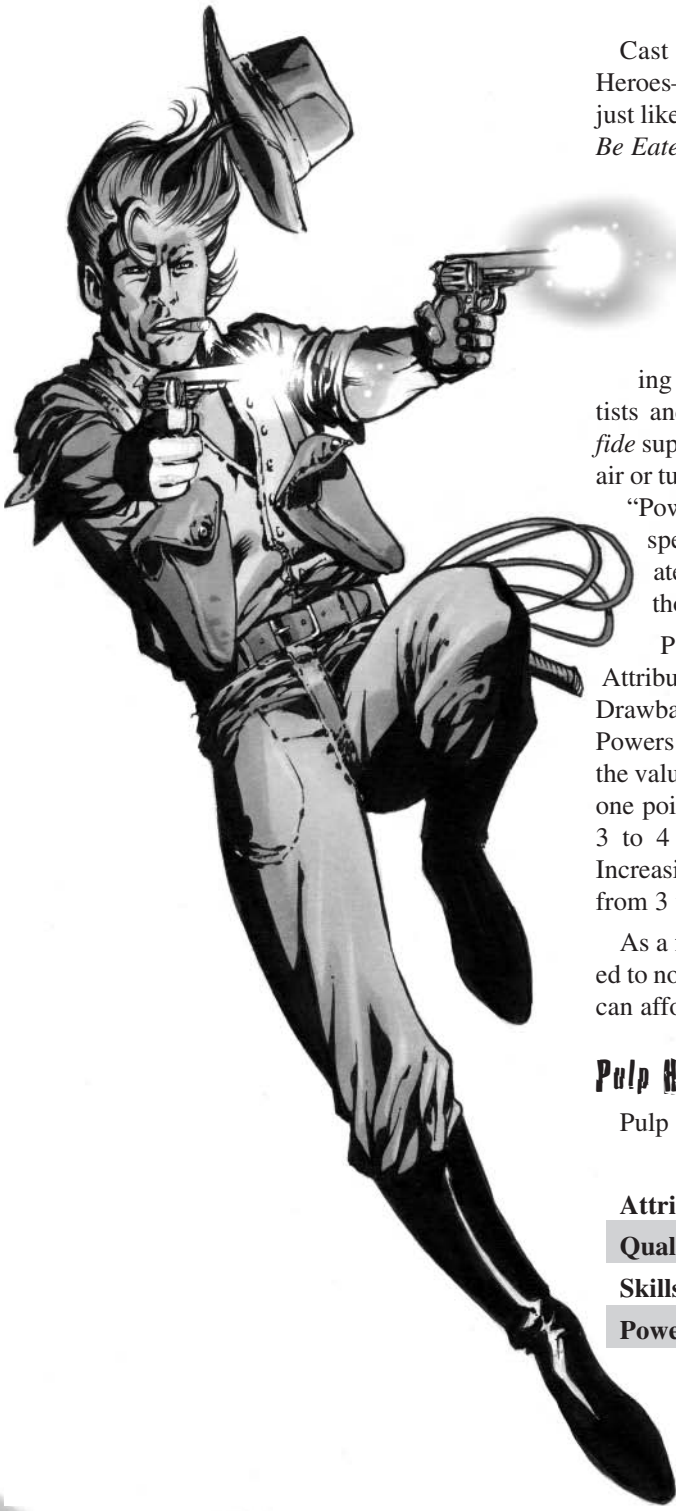 Cast
Heroes-
just like
Be Eate
ing
tists and
fide sup
air or tu
“Pow
spe
ate
tho
P
Attribu
Drawba
Powers
the valu
one poi
3 to 4
Increasi
from 3
As a
ed to no
can affo
Pulp H
Pulp
Attri
Qual
Skills
Powe